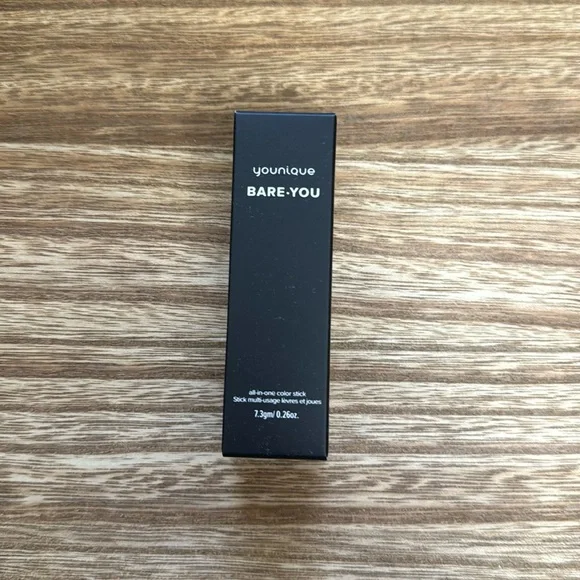 younique
BARE·YOU
all-in-one color stick
Stick multi-usage lèvres et joues
7.3gm/ 0.26oz.